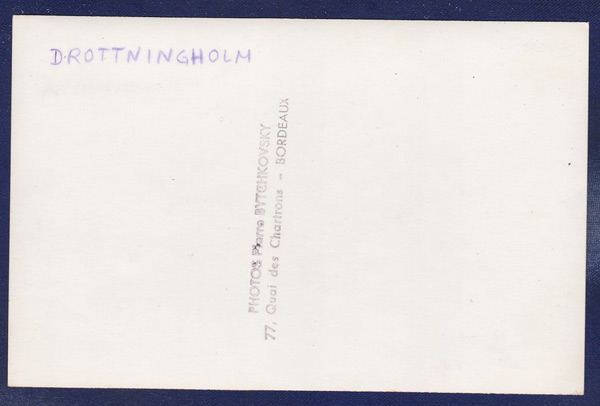 DROTTNINGHOLM
PHOTOS Pierre BYTCHKOVSKY
77, Quai des Chartrons - BORDEAUX